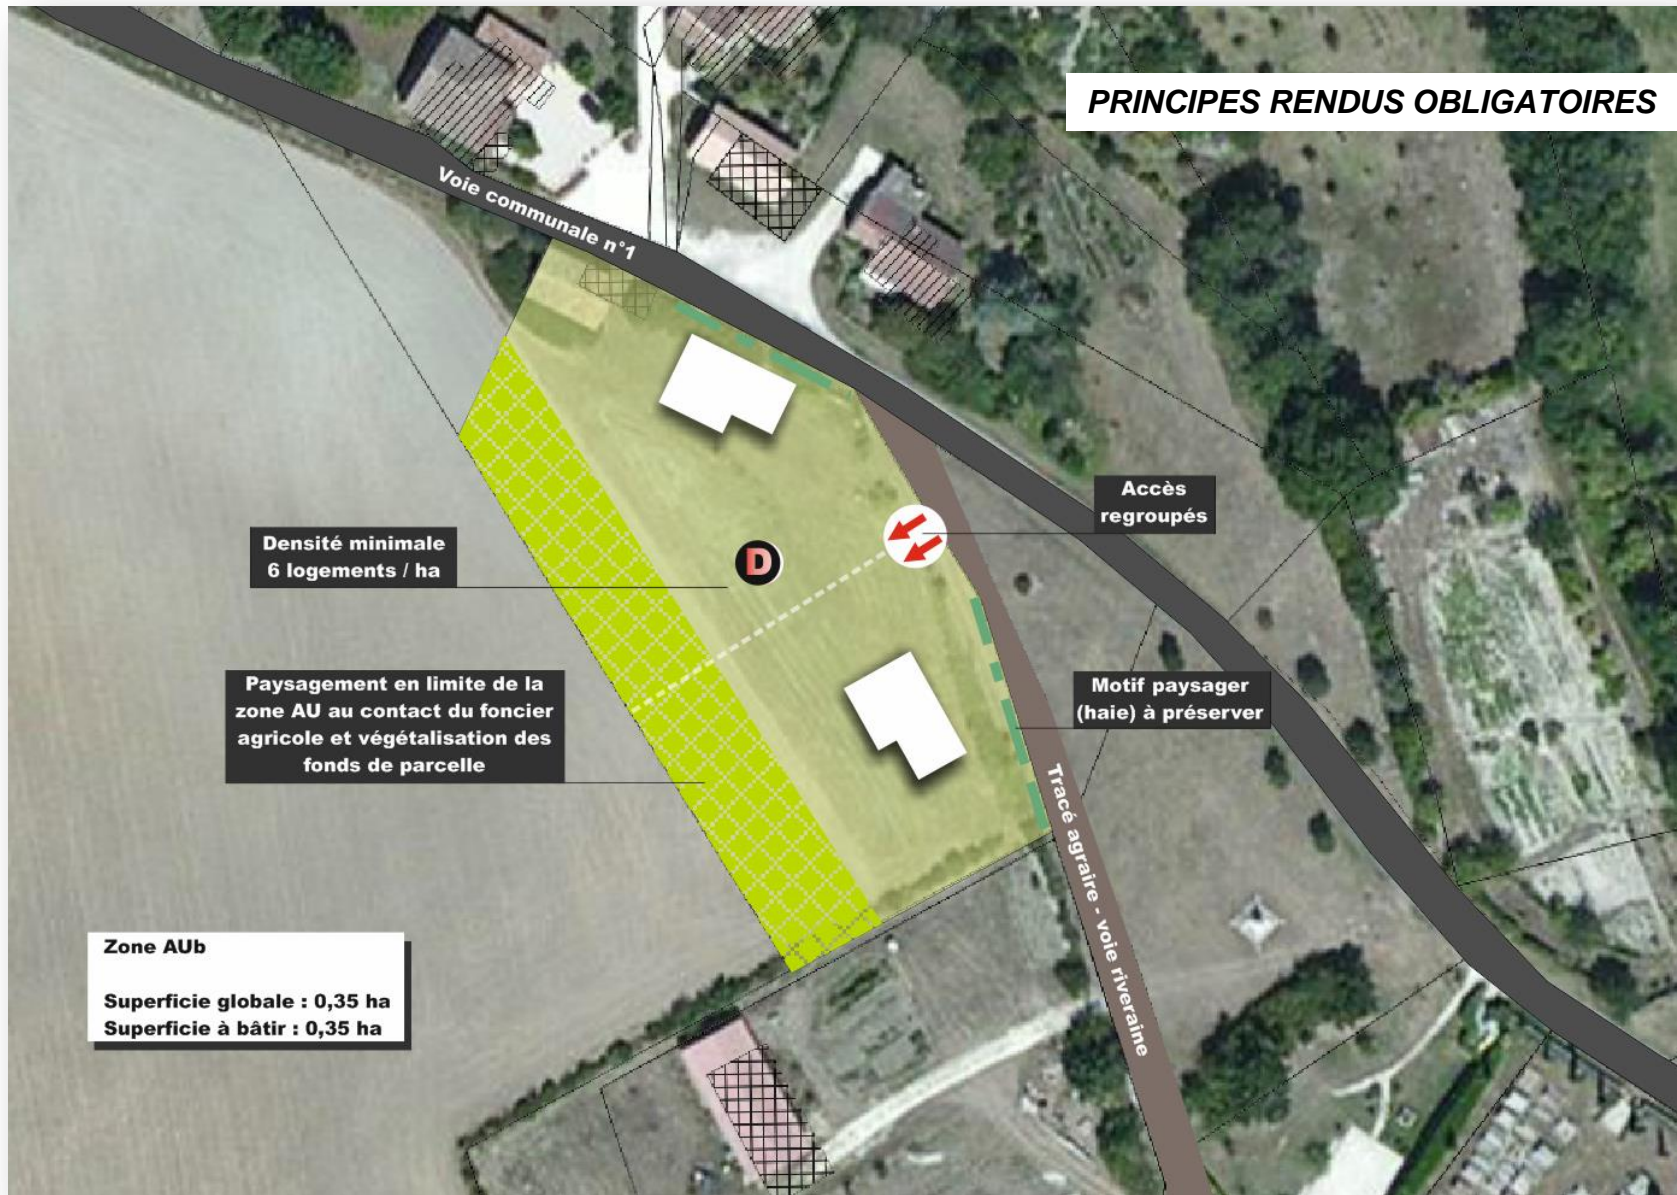 PRINCIPES RENDUS OBLIGATOIRES
Voie communale n°1
Accès
regroupés
Densité minimale
6 logements / ha
D
Paysagement en limite de la
zone AU au contact du foncier
agricole et végétalisation des
fonds de parcelle
Motif paysager
(haie) à préserver
Tracé agraire - voie riveraine
Zone AUb
Superficie globale : 0,35 ha
Superficie à bâtir : 0,35 ha